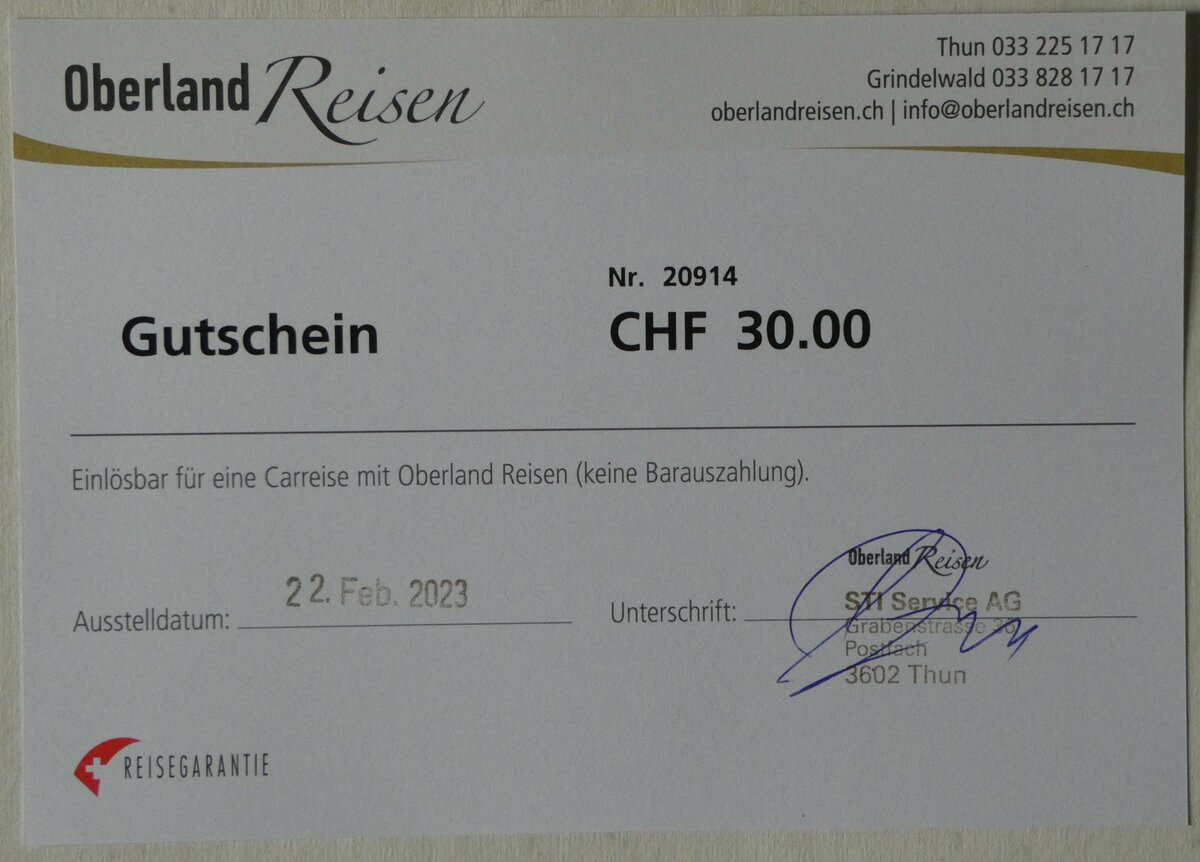 Oberland Reisen
Thun 033 225 17 17
Grindelwald 033 828 17 17
oberlandreisen.ch | info@oberlandreisen.ch
Nr. 20914
Gutschein
CHF 30.00
Einlösbar für eine Carreise mit Oberland Reisen (keine Barauszahlung).
Ausstelldatum: 22. Feb. 2023
Unterschrift:
Oberland Reisen
STI Service AG
Grabenstrasse 36
Postfach
3602 Thun
REISEGARANTIE